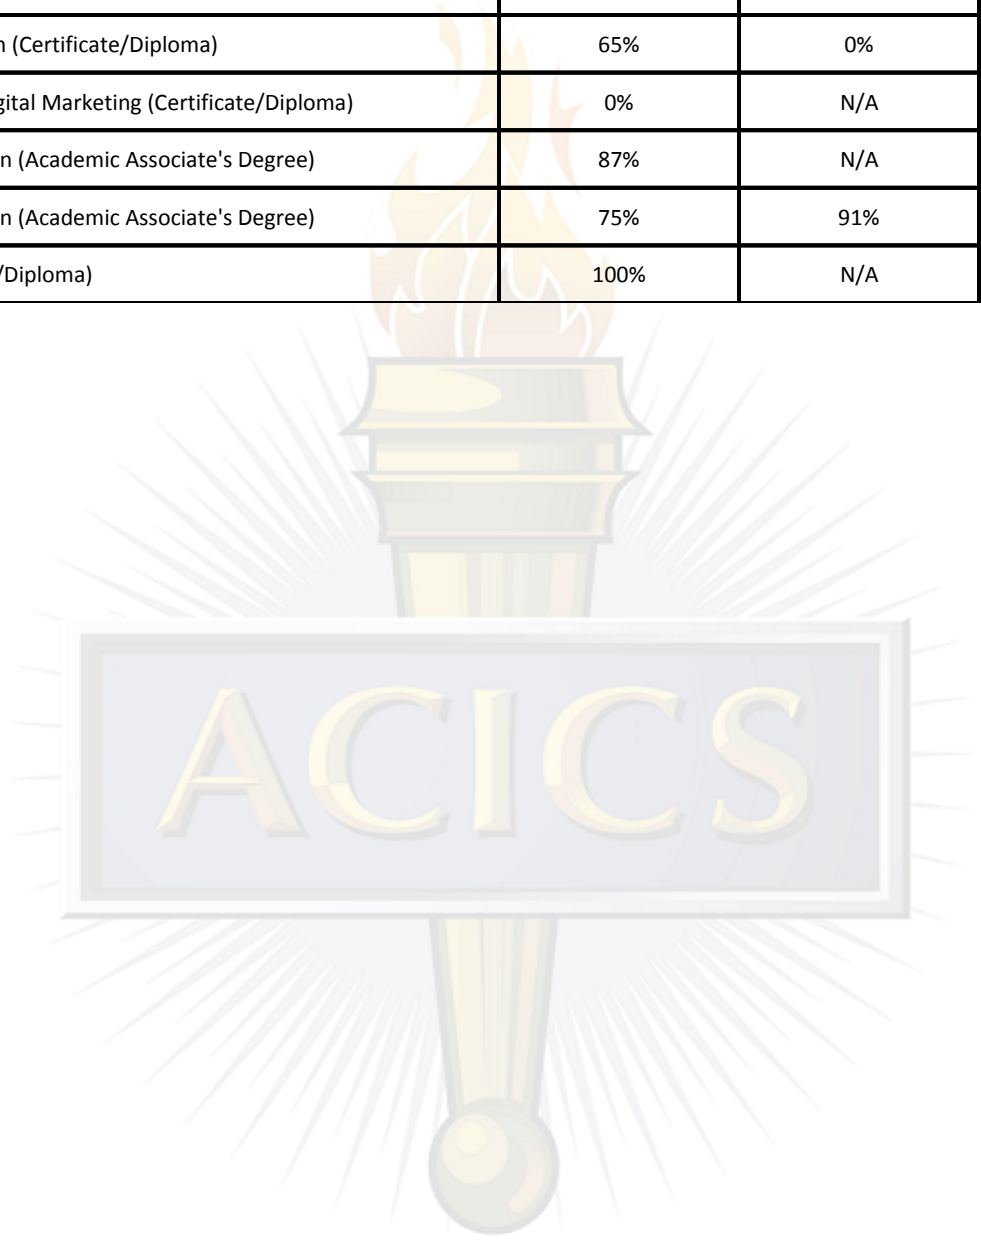 n (Certificate/Diploma) 65% 0%
gital Marketing (Certificate/Diploma) 0% N/A
n (Academic Associate's Degree) 87% N/A
n (Academic Associate's Degree) 75% 91%
/Diploma) 100% N/A
ACICS